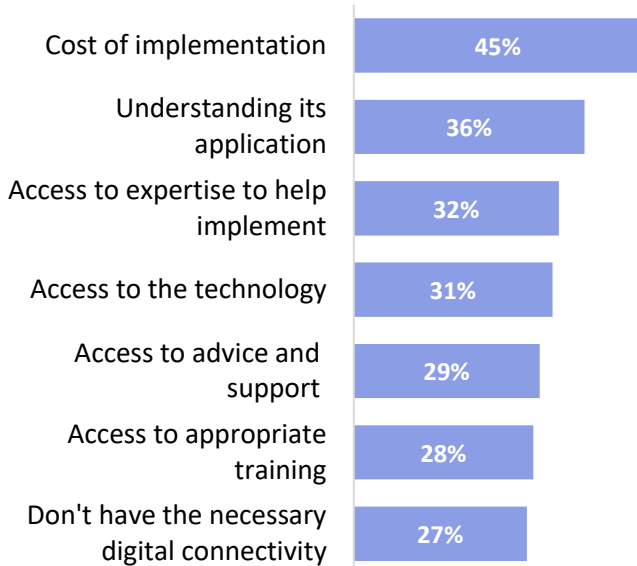 Cost of implementation
45%
Understanding its
application
36%
Access to expertise to help
implement
32%
Access to the technology
31%
Access to advice and
support
29%
Access to appropriate
training
28%
Don't have the necessary
digital connectivity
27%